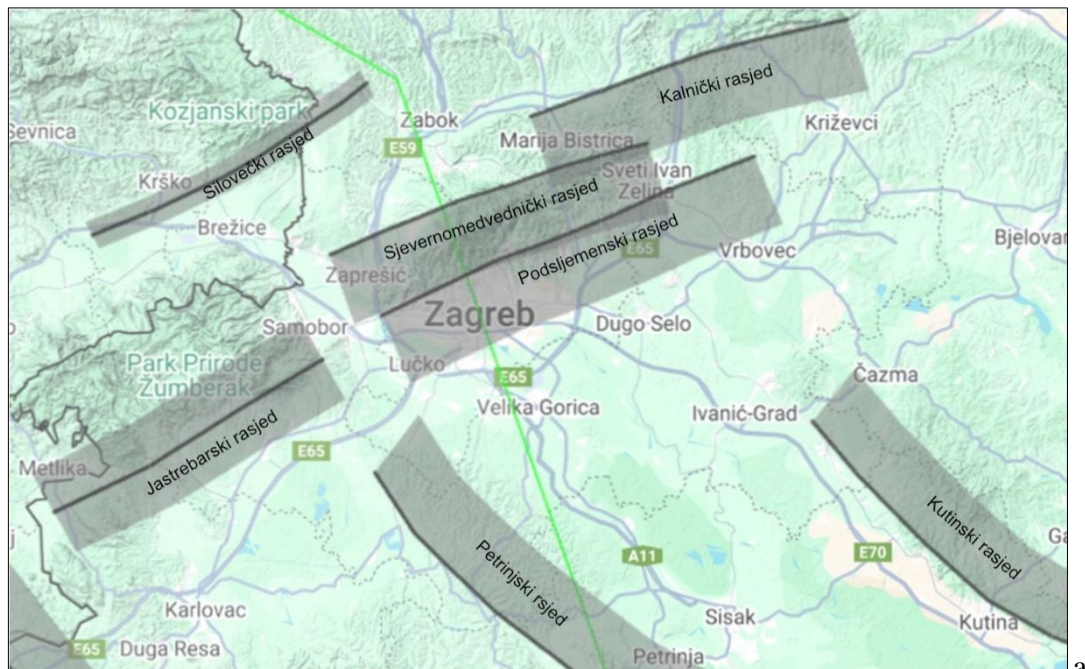 Kalnički rasjed
Kozjanski park
Zabok
Križevci
Sevnica
Marija Bistrica
E59
Silovečki rasjed
Sveti Ivan
Zelina
Krško
Sjevernomedvednički rasjed
Brežice
Podsljemenski rasjed
E65
Vrbovec
Bjelovar
Zaprešić
Zagreb
Samobor
Dugo Selo
Park Prirode
Žumberak
Lučko
E65
Čazma
Velika Gorica
Ivanić-Grad
Jastrebarski rasjed
E65
Metlika
Kutinski rasjed
Petrinjski rsjed
A11
E70
Ga
Karlovac
Sisak
Kutina
E65
Duga Resa
Petrinja
a